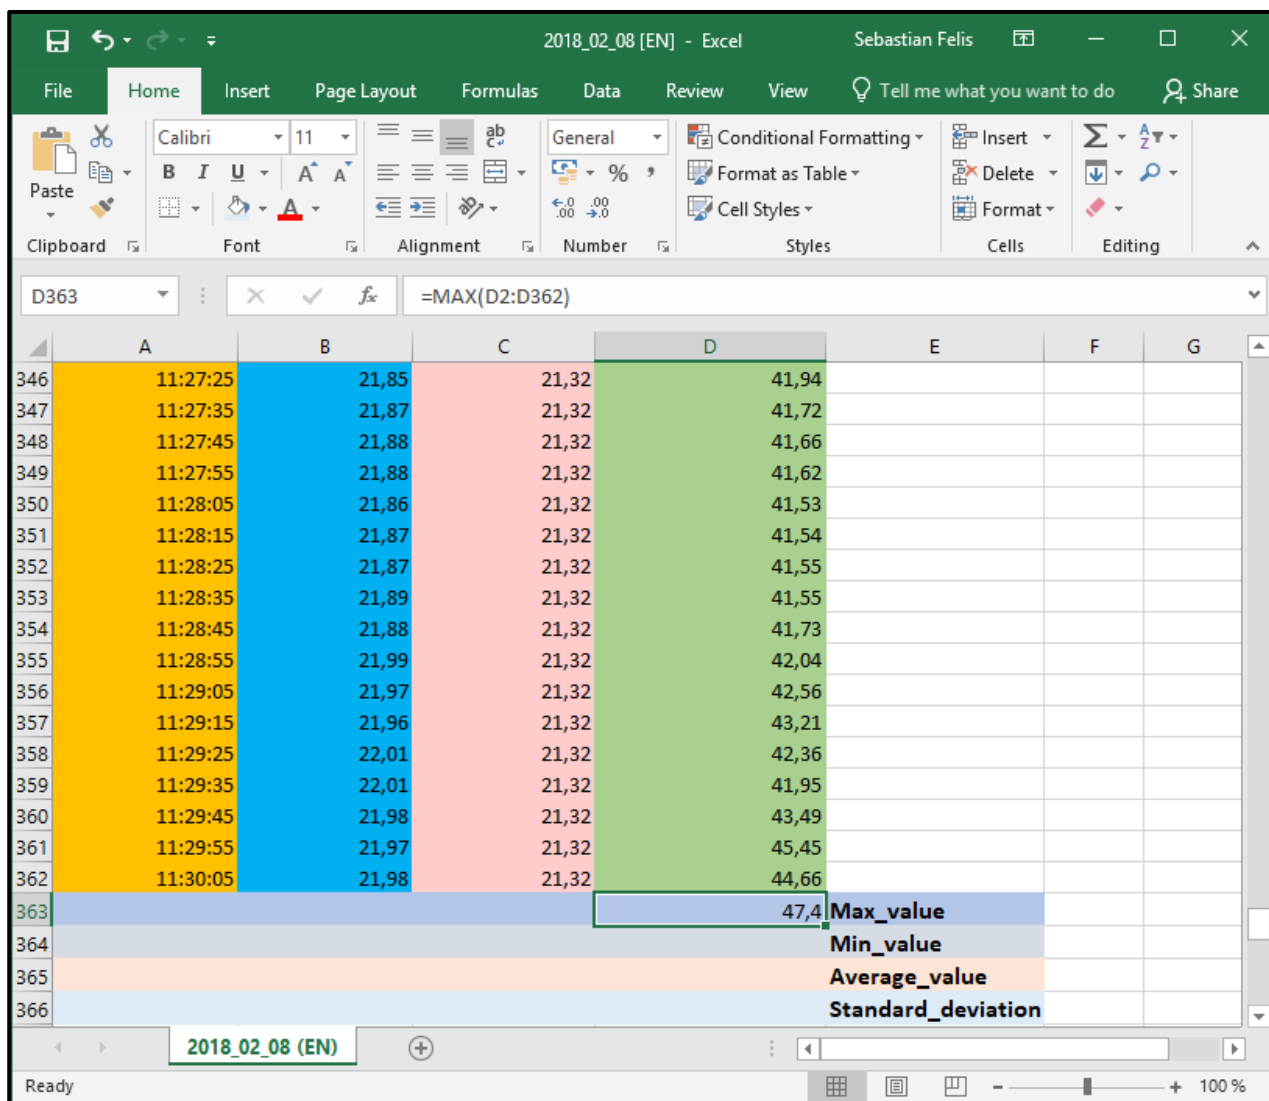 2018_02_08 [EN] - Excel Sebastian Felis
File Home Insert Page Layout Formulas Data Review View Tell me what you want to do Share
Paste Calibri 11 ab General Conditional Formatting Insert Σ A Z
B I U A A % , Format as Table Delete
A ,0 ,00 ,00 ,0 Cell Styles Format
Clipboard Font Alignment Number Styles Cells Editing
D363 fx =MAX(D2:D362)
A B C D E F G
346 11:27:25 21,85 21,32 41,94
347 11:27:35 21,87 21,32 41,72
348 11:27:45 21,88 21,32 41,66
349 11:27:55 21,88 21,32 41,62
350 11:28:05 21,86 21,32 41,53
351 11:28:15 21,87 21,32 41,54
352 11:28:25 21,87 21,32 41,55
353 11:28:35 21,89 21,32 41,55
354 11:28:45 21,88 21,32 41,73
355 11:28:55 21,99 21,32 42,04
356 11:29:05 21,97 21,32 42,56
357 11:29:15 21,96 21,32 43,21
358 11:29:25 22,01 21,32 42,36
359 11:29:35 22,01 21,32 41,95
360 11:29:45 21,98 21,32 43,49
361 11:29:55 21,97 21,32 45,45
362 11:30:05 21,98 21,32 44,66
363 47,4 Max_value
364 Min_value
365 Average_value
366 Standard_deviation
2018_02_08 (EN)
Ready - + 100 %